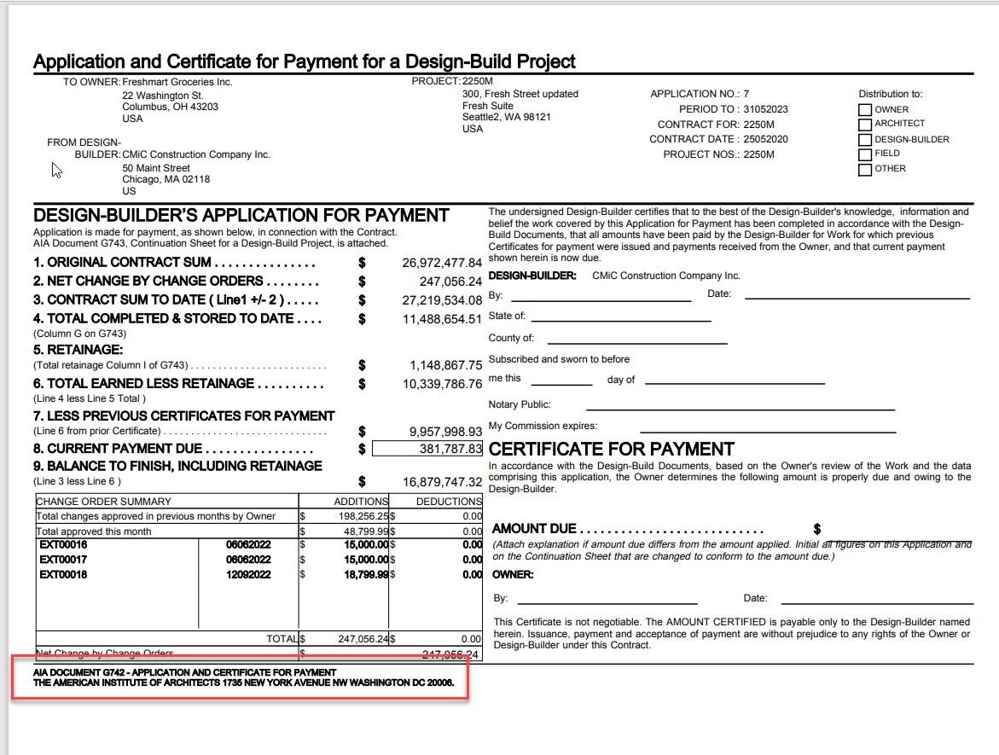 Application and Certificate for Payment for a Design-Build Project
TO OWNER: Freshmart Groceries Inc.
22 Washington St.
Columbus, OH 43203
USA
FROM DESIGN-
BUILDER: CMiC Construction Company Inc.
50 Maint Street
Chicago, MA 02118
US
PROJECT: 2250M
300, Fresh Street updated
Fresh Suite
Seattle2, WA 98121
USA
APPLICATION NO.: 7
PERIOD TO : 31052023
CONTRACT FOR: 2250M
CONTRACT DATE : 25052020
PROJECT NOS.: 2250M
Distribution to:
OWNER
ARCHITECT
DESIGN-BUILDER
FIELD
OTHER
DESIGN-BUILDER'S APPLICATION FOR PAYMENT
Application is made for payment, as shown below, in connection with the Contract.
AIA Document G743, Continuation Sheet for a Design-Build Project, is attached.
1. ORIGINAL CONTRACT SUM . . . . . . . . . . . . . . . $ 26,972,477.84
2. NET CHANGE BY CHANGE ORDERS . . . . . . . . $ 247,056.24
3. CONTRACT SUM TO DATE ( Line1 +/- 2 ) . . . . . $ 27,219,534.08
4. TOTAL COMPLETED & STORED TO DATE . . . . $ 11,488,654.51
(Column G on G743)
5. RETAINAGE:
(Total retainage Column I of G743) . . . . . . . . . . . . . . . . . . . . . . . . . $ 1,148,867.75
6. TOTAL EARNED LESS RETAINAGE . . . . . . . . . . $ 10,339,786.76
(Line 4 less Line 5 Total )
7. LESS PREVIOUS CERTIFICATES FOR PAYMENT
(Line 6 from prior Certificate) . . . . . . . . . . . . . . . . . . . . . . . . . . . . . . $ 9,957,998.93
8. CURRENT PAYMENT DUE . . . . . . . . . . . . . . . . $ 381,787.83
9. BALANCE TO FINISH, INCLUDING RETAINAGE
(Line 3 less Line 6 ) $ 16,879,747.32
CHANGE ORDER SUMMARY ADDITIONS DEDUCTIONS
Total changes approved in previous months by Owner $ 198,256.25 $ 0.00
Total approved this month $ 48,799.99 $ 0.00
EXT00016 06062022 $ 15,000.00 $ 0.00
EXT00017 06062022 $ 15,000.00 $ 0.00
EXT00018 12092022 $ 18,799.99 $ 0.00
TOTAL $ 247,056.24 $ 0.00
Net Change by Change Orders $ 247,056.24
The undersigned Design-Builder certifies that to the best of the Design-Builder's knowledge, information and
belief the work covered by this Application for Payment has been completed in accordance with the Design-
Build Documents, that all amounts have been paid by the Design-Builder for Work for which previous
Certificates for payment were issued and payments received from the Owner, and that current payment
shown herein is now due.
DESIGN-BUILDER: CMiC Construction Company Inc.
By: Date:
State of:
County of:
Subscribed and sworn to before
me this day of
Notary Public:
My Commission expires:
CERTIFICATE FOR PAYMENT
In accordance with the Design-Build Documents, based on the Owner's review of the Work and the data
comprising this application, the Owner determines the following amount is properly due and owing to the
Design-Builder.
AMOUNT DUE . . . . . . . . . . . . . . . . . . . . . . . . . . $
(Attach explanation if amount due differs from the amount applied. Initial all figures on this Application and
on the Continuation Sheet that are changed to conform to the amount due.)
OWNER:
By: Date:
This Certificate is not negotiable. The AMOUNT CERTIFIED is payable only to the Design-Builder named
herein. Issuance, payment and acceptance of payment are without prejudice to any rights of the Owner or
Design-Builder under this Contract.
AIA DOCUMENT G742 - APPLICATION AND CERTIFICATE FOR PAYMENT
THE AMERICAN INSTITUTE OF ARCHITECTS 1735 NEW YORK AVENUE NW WASHINGTON DC 20006.